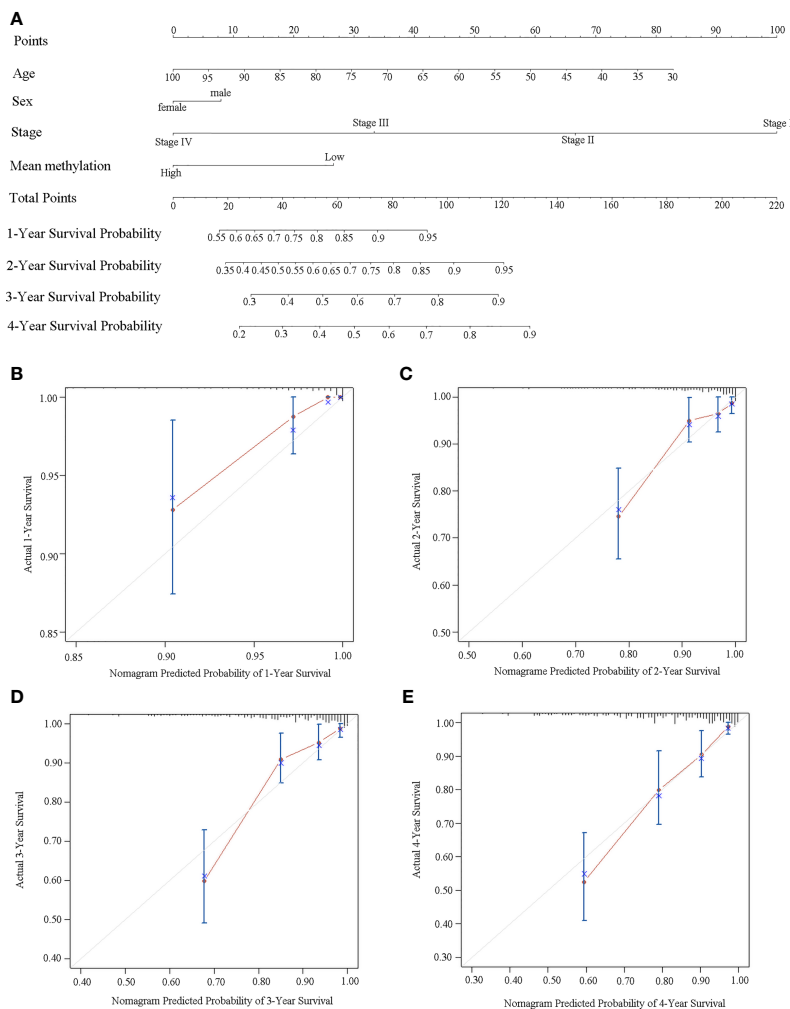 A
Points
0 10 20 30 40 50 60 70 80 90 100
Age
100 95 90 85 80 75 70 65 60 55 50 45 40 35 30
Sex
male
female
Stage
Stage III
Stage I
Stage IV
Stage II
Mean methylation
Low
High
Total Points
0 20 40 60 80 100 120 140 160 180 200 220
1-Year Survival Probability
0.55 0.6 0.65 0.7 0.75 0.8 0.85 0.9 0.95
2-Year Survival Probability
0.35 0.4 0.45 0.5 0.55 0.6 0.65 0.7 0.75 0.8 0.85 0.9 0.95
3-Year Survival Probability
0.3 0.4 0.5 0.6 0.7 0.8 0.9
4-Year Survival Probability
0.2 0.3 0.4 0.5 0.6 0.7 0.8 0.9
B
Actual 1-Year Survival
1.00
0.95
0.90
0.85
0.85 0.90 0.95 1.00
Nomagram Predicted Probability of 1-Year Survival
C
Actual 2-Year Survival
1.00
0.90
0.80
0.70
0.60
0.50
0.50 0.60 0.70 0.80 0.90 1.00
Nomagrame Predicted Probability of 2-Year Survival
D
Actual 3-Year Survival
1.00
0.90
0.80
0.70
0.60
0.50
0.40
0.40 0.50 0.60 0.70 0.80 0.90 1.00
Nomagram Predicted Probability of 3-Year Survival
E
Actual 4-Year Survival
1.00
0.90
0.80
0.70
0.60
0.50
0.40
0.30
0.30 0.40 0.50 0.60 0.70 0.80 0.90 1.00
Nomagram Predicted Probability of 4-Year Survival